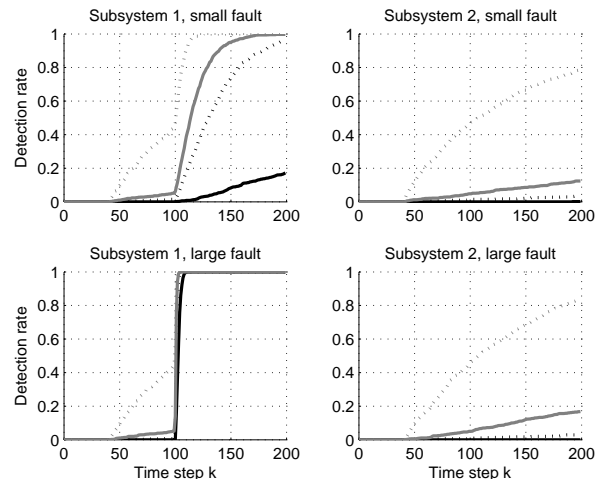 Subsystem 1, small fault
Subsystem 2, small fault
1
0.8
0.6
0.4
0.2
0
Detection rate
0 50 100 150 200
1
0.8
0.6
0.4
0.2
0
0 50 100 150 200
Subsystem 1, large fault
Subsystem 2, large fault
1
0.8
0.6
0.4
0.2
0
Detection rate
0 50 100 150 200
Time step k
1
0.8
0.6
0.4
0.2
0
0 50 100 150 200
Time step k